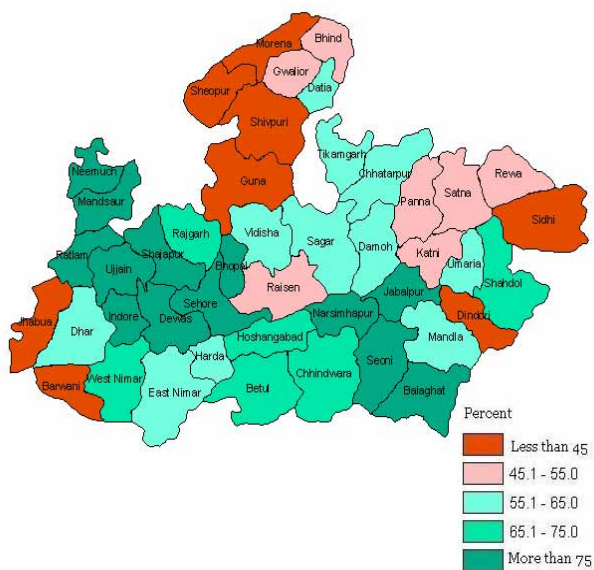 Morena
Bhind
Gwalior
Sheopur
Datia
Shivpuri
Tikamgarh
Chhatarpur
Neemuch
Guna
Panna
Satna
Rewa
Mandsaur
Sidhi
Rajgarh
Vidisha
Sagar
Damoh
Katni
Umaria
Shahdol
Ratlam
Ujjain
Shajapur
Bhopal
Raisen
Jabalpur
Dindori
Jhabua
Dhar
Indore
Dewas
Sehore
Narsimhapur
Mandla
Hoshangabad
Harda
Seoni
Barwani
West Nimar
East Nimar
Betul
Chhindwara
Balaghat
Percent
Less than 45
45.1 - 55.0
55.1 - 65.0
65.1 - 75.0
More than 75